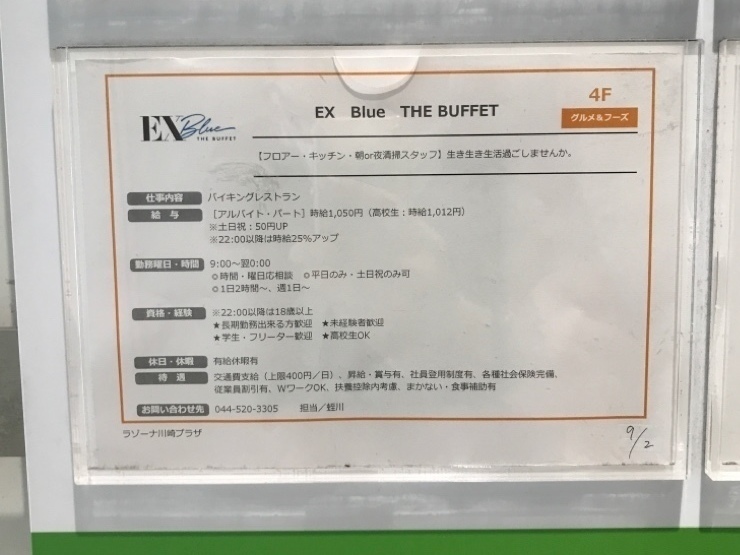 EX Blue
THE BUFFET
EX Blue THE BUFFET
4F
グルメ&フーズ
【フロアー・キッチン・朝or夜清掃スタッフ】生き生き生活過ごしませんか。
仕事内容 バイキングレストラン
給 与 [アルバイト・パート] 時給1,050円(高校生:時給1,012円)
※土日祝:50円UP
※22:00以降は時給25%アップ
勤務曜日・時間 9:00~翌0:00
○時間・曜日応相談 ○平日のみ・土日祝のみ可
○1日2時間~、週1日~
資格・経験 ※22:00以降は18歳以上
★長期勤務出来る方歓迎 ★未経験者歓迎
★学生・フリーター歓迎 ★高校生OK
休日・休暇 有給休暇有
待 遇 交通費支給(上限400円/日)、昇給・賞与有、社員登用制度有、各種社会保険完備、
従業員割引有、WワークOK、扶養控除内考慮、まかない・食事補助有
お問い合わせ先 044-520-3305 担当/蛭川
ラゾーナ川崎プラザ
9/2